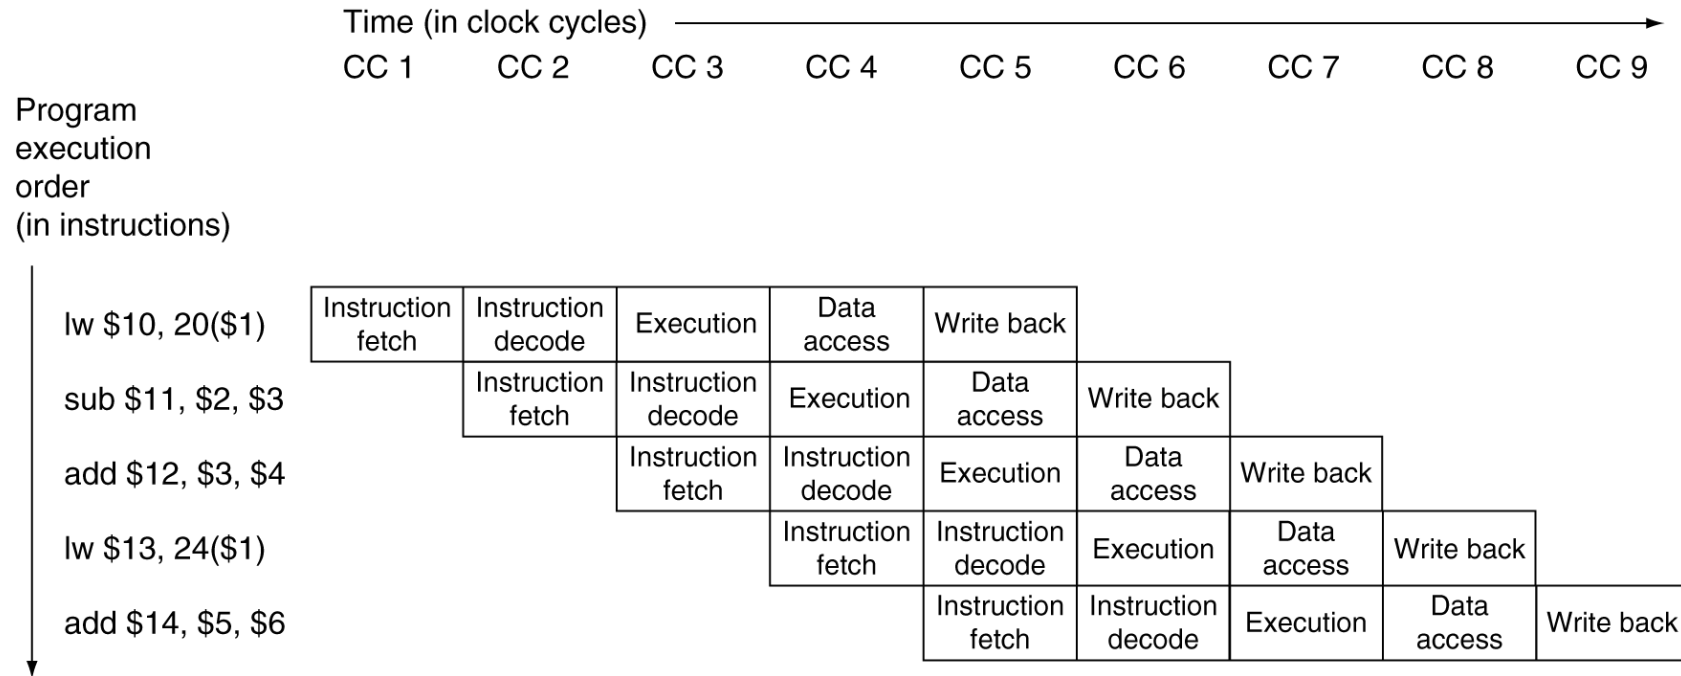 Time (in clock cycles)
CC 1 CC 2 CC 3 CC 4 CC 5 CC 6 CC 7 CC 8 CC 9
Program
execution
order
(in instructions)
lw $10, 20($1)
Instruction
fetch
Instruction
decode
Execution
Data
access
Write back
sub $11, $2, $3
Instruction
fetch
Instruction
decode
Execution
Data
access
Write back
add $12, $3, $4
Instruction
fetch
Instruction
decode
Execution
Data
access
Write back
lw $13, 24($1)
Instruction
fetch
Instruction
decode
Execution
Data
access
Write back
add $14, $5, $6
Instruction
fetch
Instruction
decode
Execution
Data
access
Write back